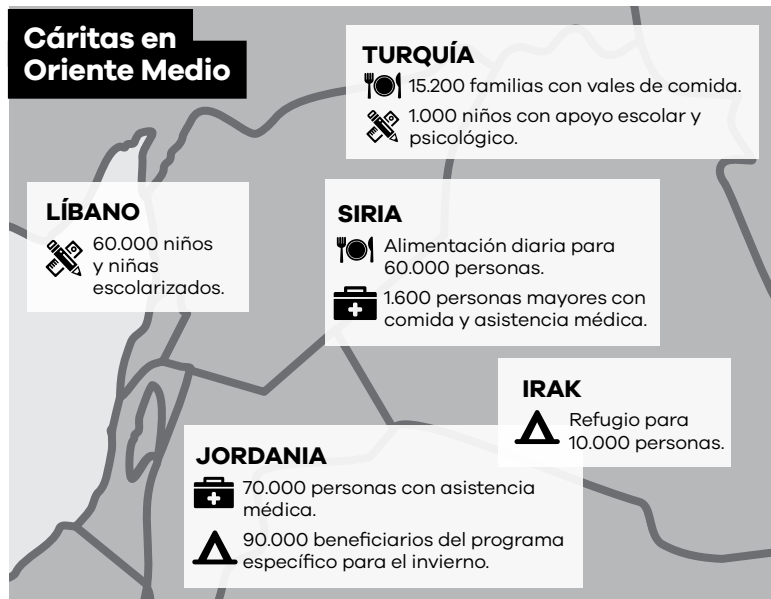 Cáritas en
Oriente Medio
TURQUÍA
15.200 familias con vales de comida.
1.000 niños con apoyo escolar y
psicológico.
LÍBANO
60.000 niños
y niñas
escolarizados.
SIRIA
Alimentación diaria para
60.000 personas.
1.600 personas mayores con
comida y asistencia médica.
IRAK
Refugio para
10.000 personas.
JORDANIA
70.000 personas con asistencia
médica.
90.000 beneficiarios del programa
específico para el invierno.